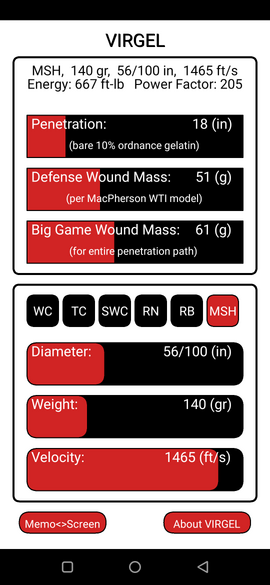 VIRGEL
MSH, 140 gr, 56/100 in, 1465 ft/s
Energy: 667 ft-lb Power Factor: 205
Penetration: 18 (in)
(bare 10% ordnance gelatin)
Defense Wound Mass: 51 (g)
(per MacPherson WTI model)
Big Game Wound Mass: 61 (g)
(for entire penetration path)
WC TC SWC RN RB MSH
Diameter: 56/100 (in)
Weight: 140 (gr)
Velocity: 1465 (ft/s)
Memo<>Screen About VIRGEL